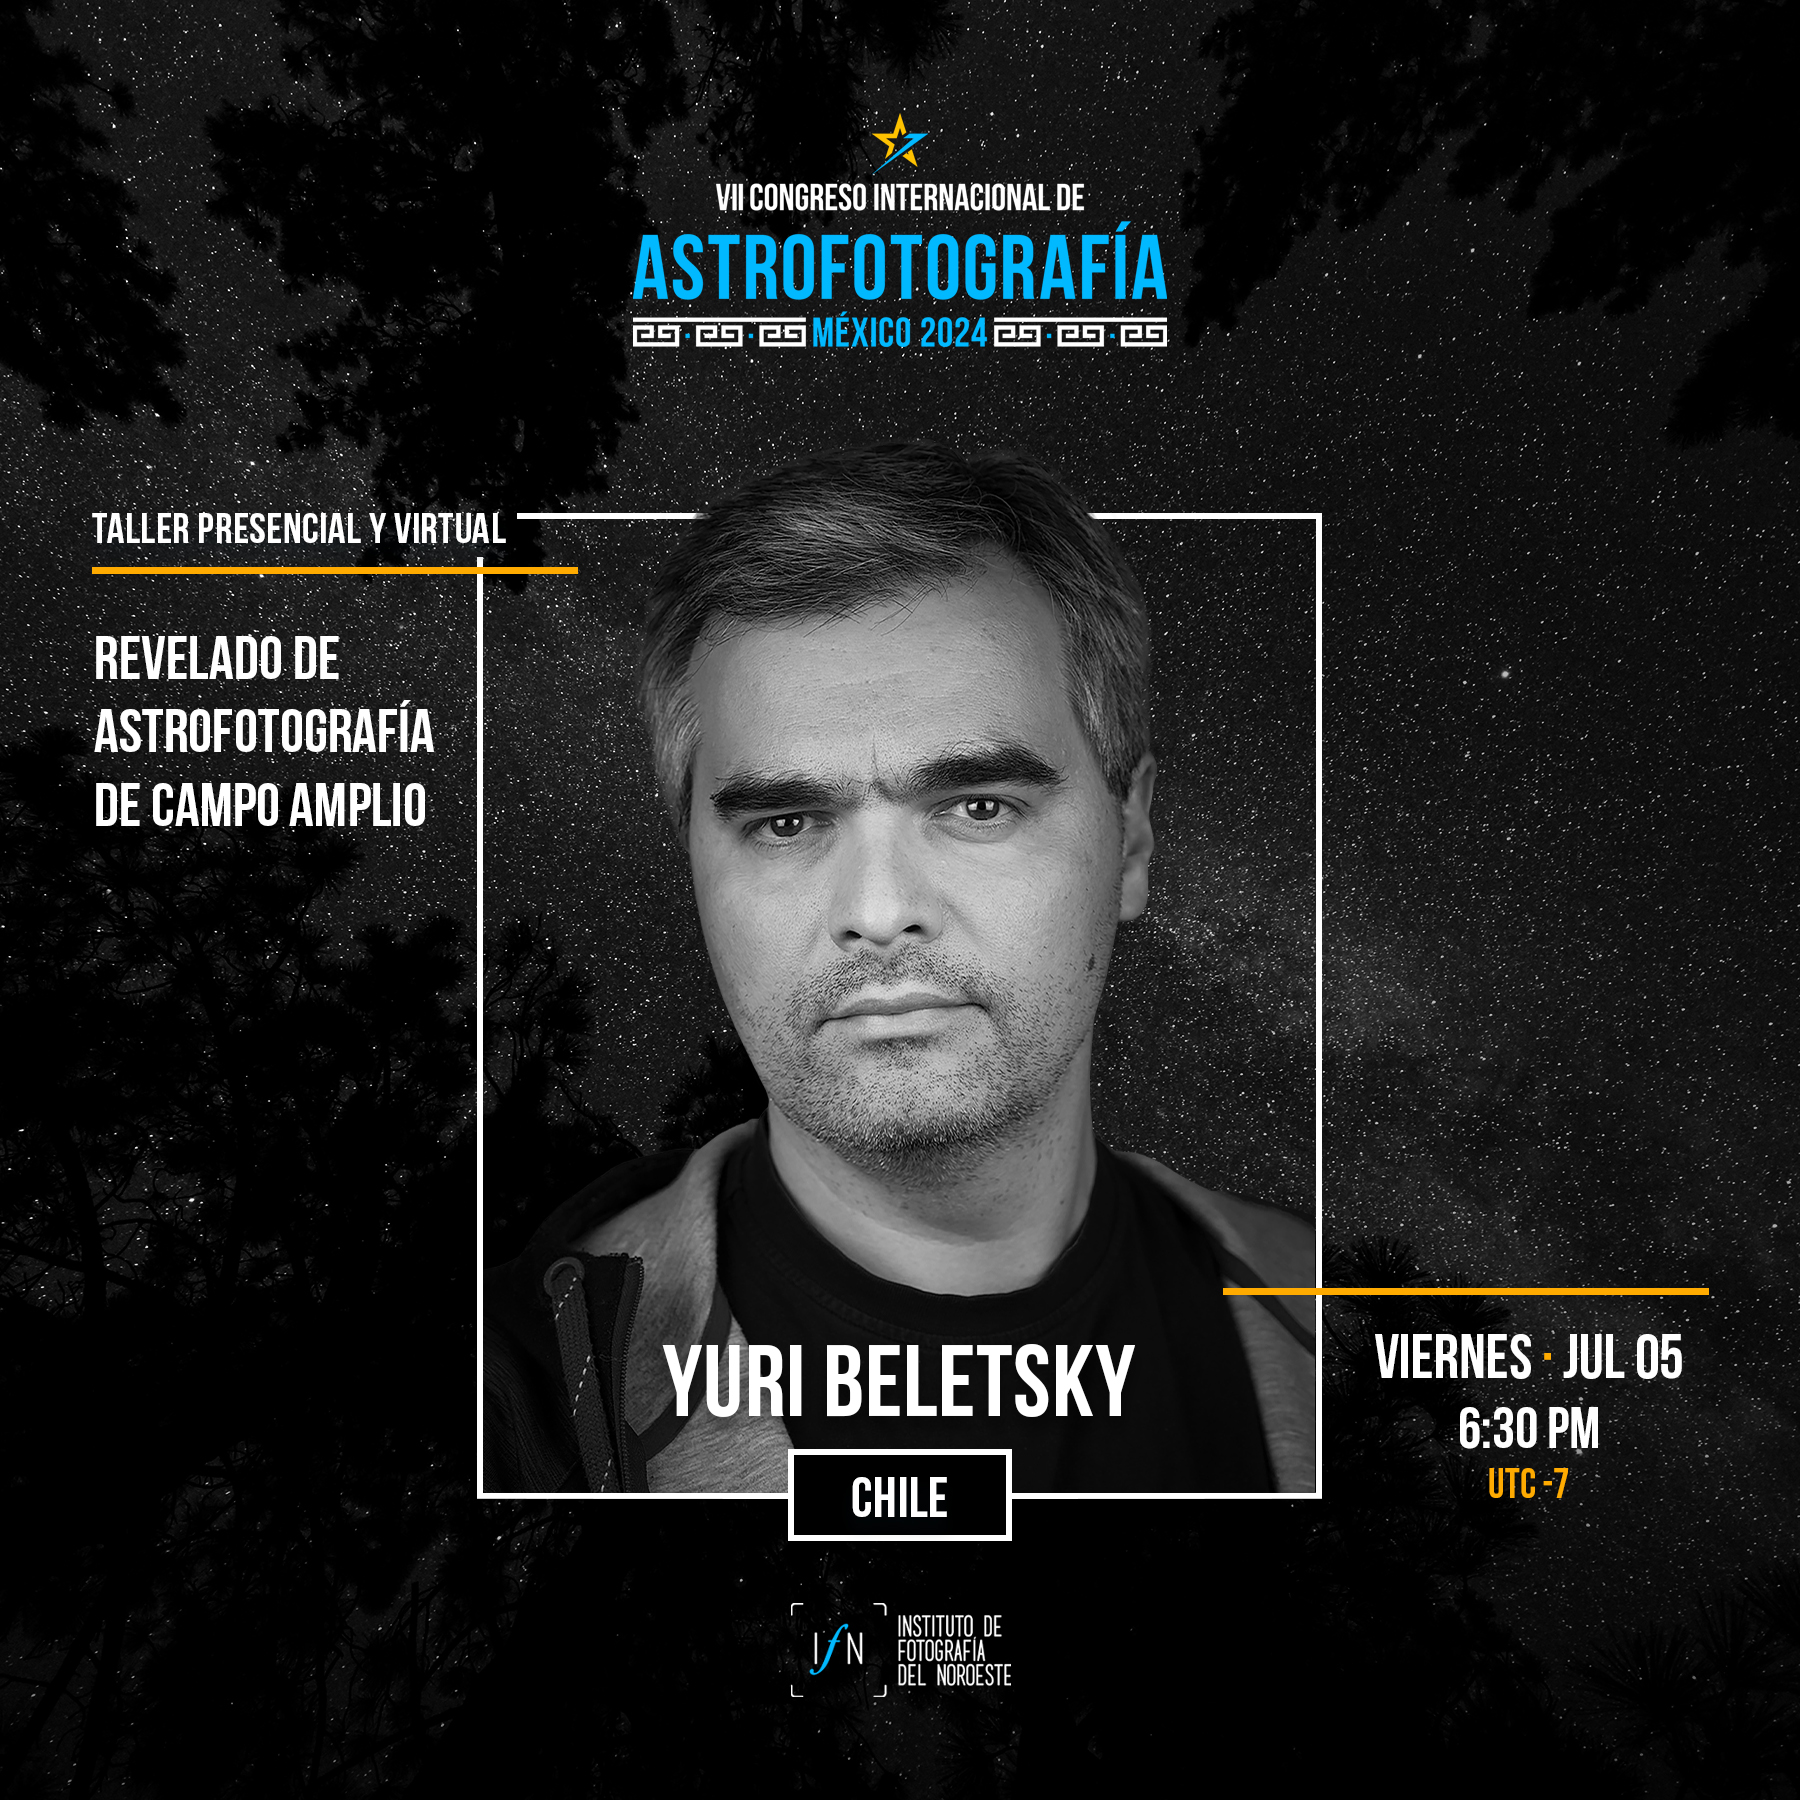 VII CONGRESO INTERNACIONAL DE
ASTROFOTOGRAFÍA
MÉXICO 2024
TALLER PRESENCIAL Y VIRTUAL
REVELADO DE
ASTROFOTOGRAFÍA
DE CAMPO AMPLIO
YURI BELETSKY
CHILE
VIERNES · JUL 05
6:30 PM
UTC -7
IfN
INSTITUTO DE
FOTOGRAFÍA
DEL NOROESTE